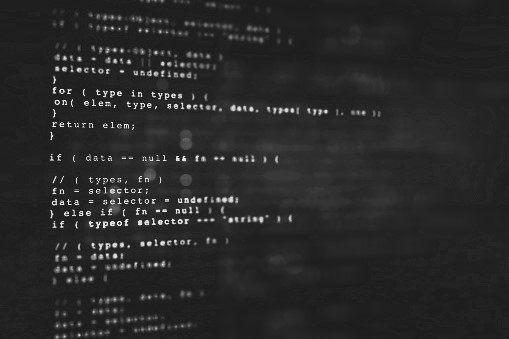 // ( types-Object, selector, data )
if ( typeof selector !== "string" ) {
// ( types-Object, data )
data = data || selector;
selector = undefined;
}
for ( type in types ) {
on( elem, type, selector, data, types[ type ], one );
}
return elem;
}
if ( data == null && fn == null ) {
// ( types, fn )
fn = selector;
data = selector = undefined;
} else if ( fn == null ) {
if ( typeof selector === "string" ) {
// ( types, selector, fn )
fn = data;
data = undefined;
} else {
// ( types, data, fn )
fn = data;
data = selector;
selector = undefined;